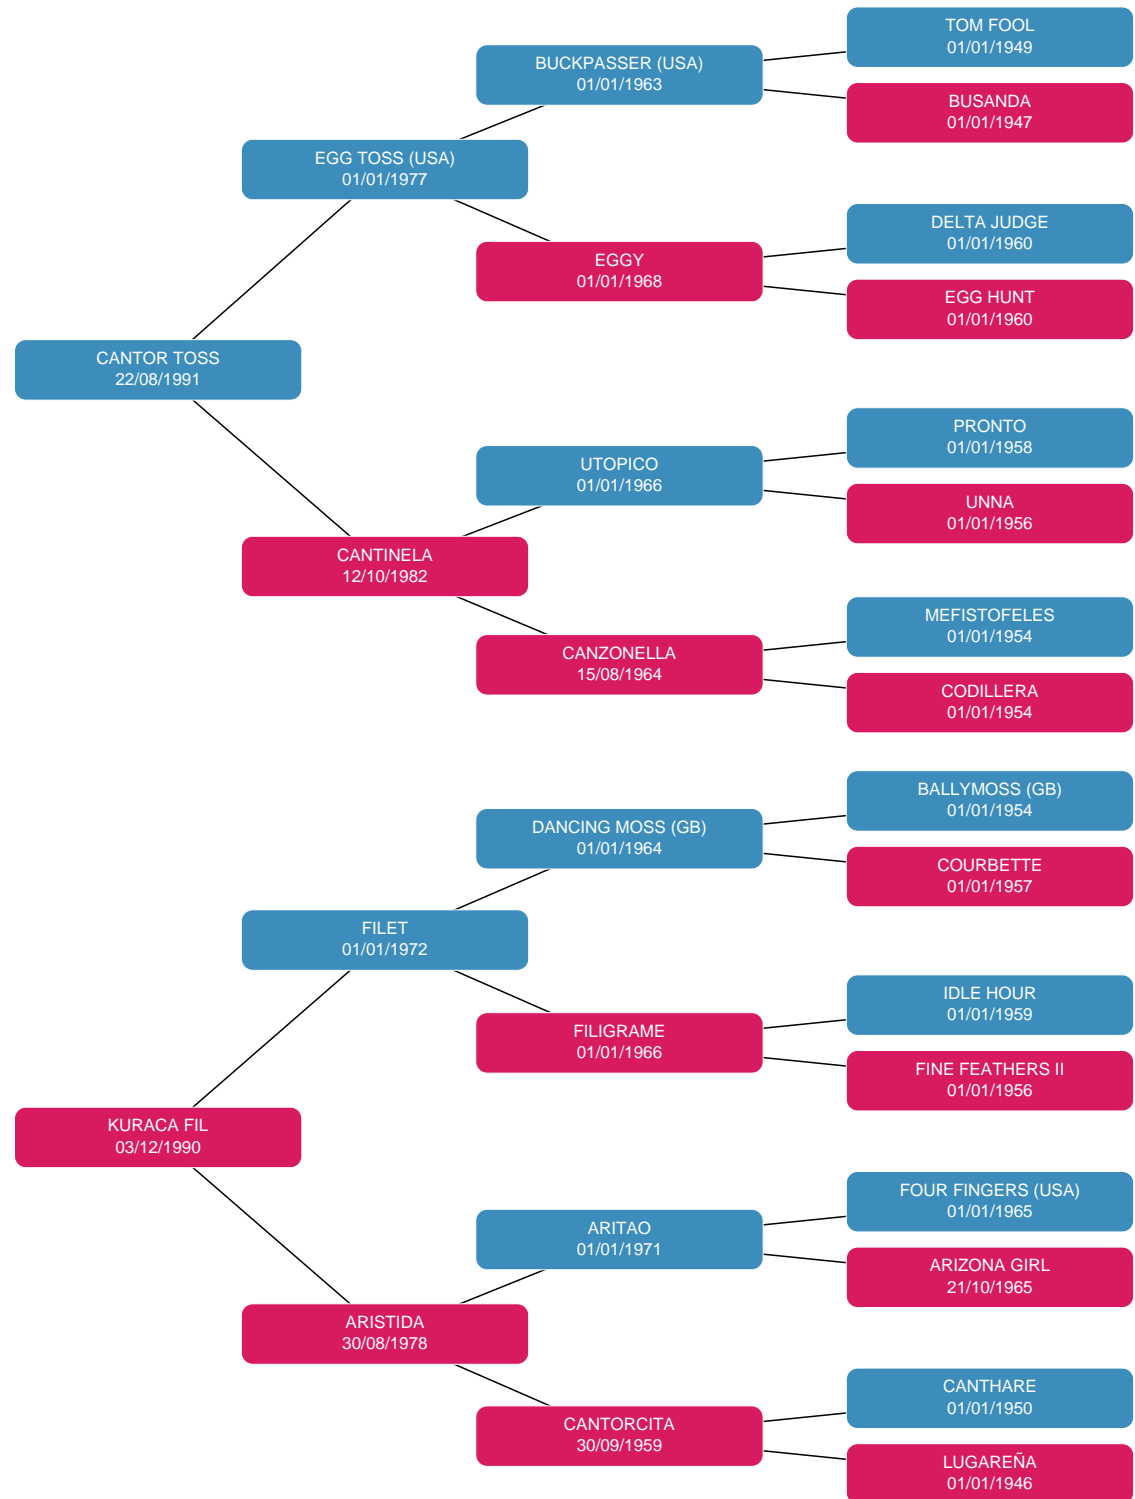 TOM FOOL
01/01/1949
BUCKPASSER (USA)
01/01/1963
BUSANDA
01/01/1947
EGG TOSS (USA)
01/01/1977
DELTA JUDGE
01/01/1960
EGGY
01/01/1968
EGG HUNT
01/01/1960
CANTOR TOSS
22/08/1991
PRONTO
01/01/1958
UTOPICO
01/01/1966
UNNA
01/01/1956
CANTINELA
12/10/1982
MEFISTOFELES
01/01/1954
CANZONELLA
15/08/1964
CODILLERA
01/01/1954
BALLYMOSS (GB)
01/01/1954
DANCING MOSS (GB)
01/01/1964
COURBETTE
01/01/1957
FILET
01/01/1972
IDLE HOUR
01/01/1959
FILIGRAME
01/01/1966
FINE FEATHERS II
01/01/1956
KURACA FIL
03/12/1990
FOUR FINGERS (USA)
01/01/1965
ARITAO
01/01/1971
ARIZONA GIRL
21/10/1965
ARISTIDA
30/08/1978
CANTHARE
01/01/1950
CANTORCITA
30/09/1959
LUGAREÑA
01/01/1946